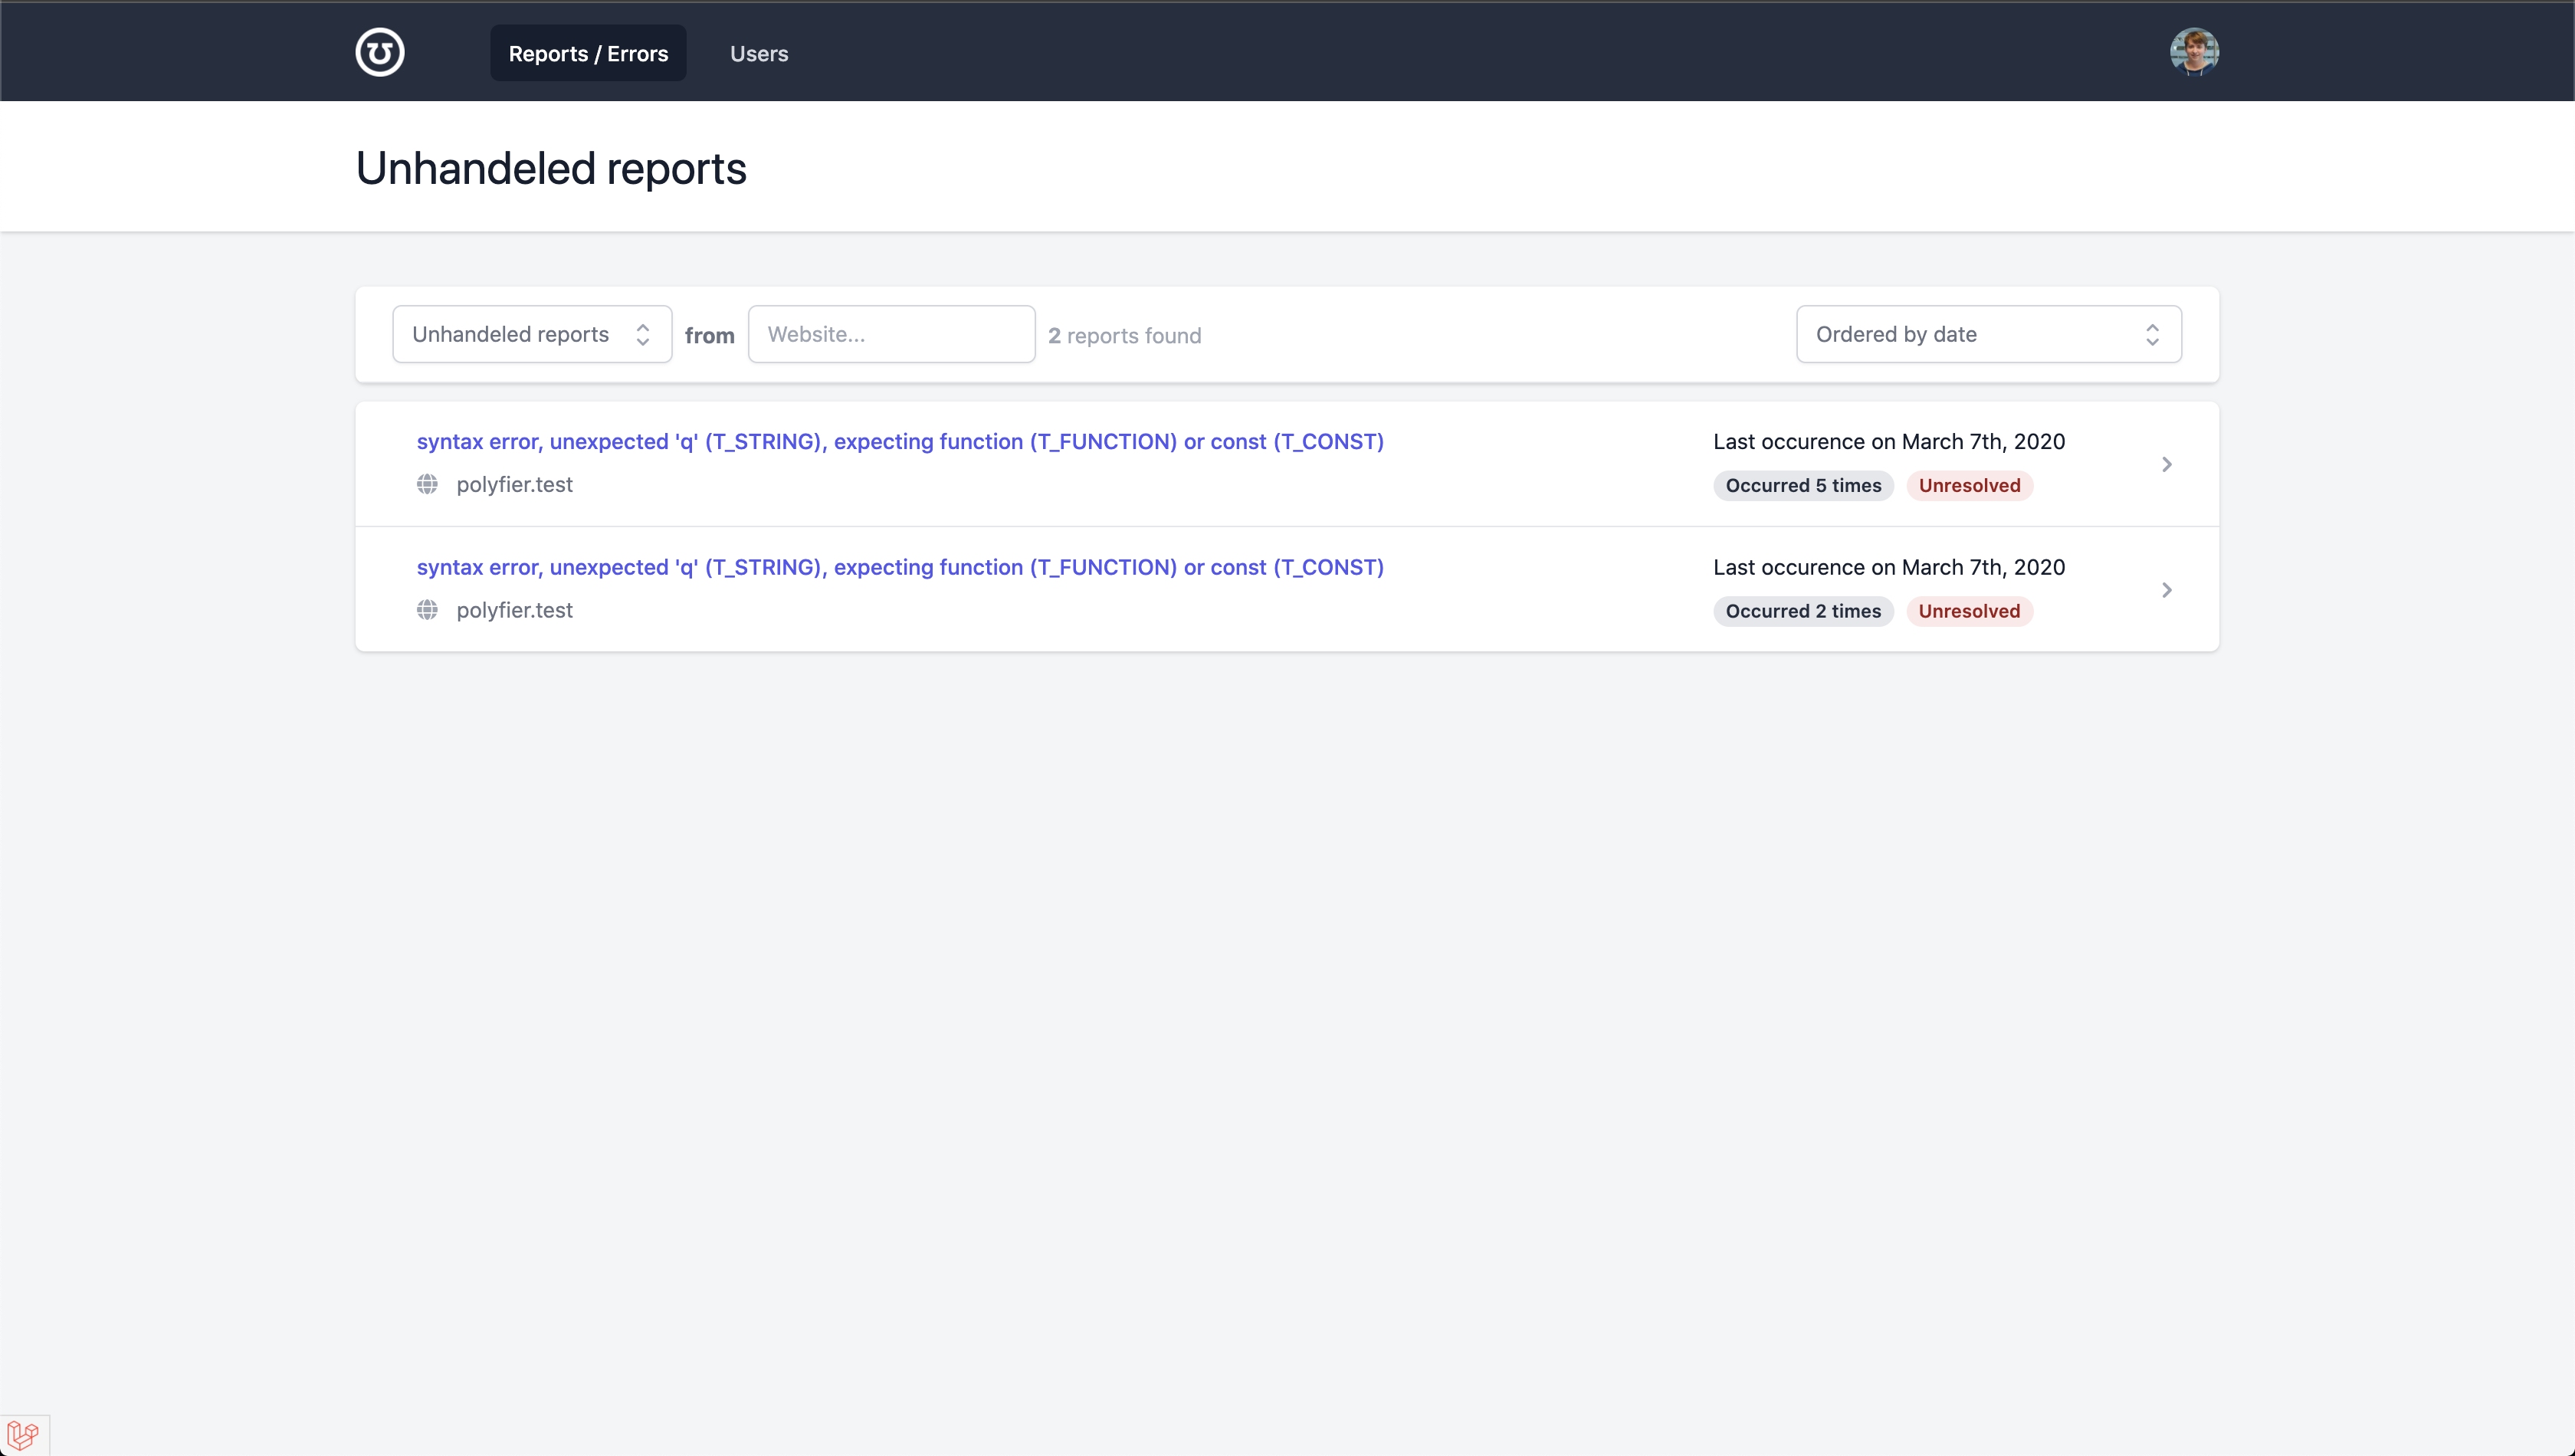 Reports / Errors
Users
Unhandeled reports
Unhandeled reports
from
Website...
2 reports found
Ordered by date
syntax error, unexpected 'q' (T_STRING), expecting function (T_FUNCTION) or const (T_CONST)
Last occurence on March 7th, 2020
polyfier.test
Occurred 5 times
Unresolved
syntax error, unexpected 'q' (T_STRING), expecting function (T_FUNCTION) or const (T_CONST)
Last occurence on March 7th, 2020
polyfier.test
Occurred 2 times
Unresolved